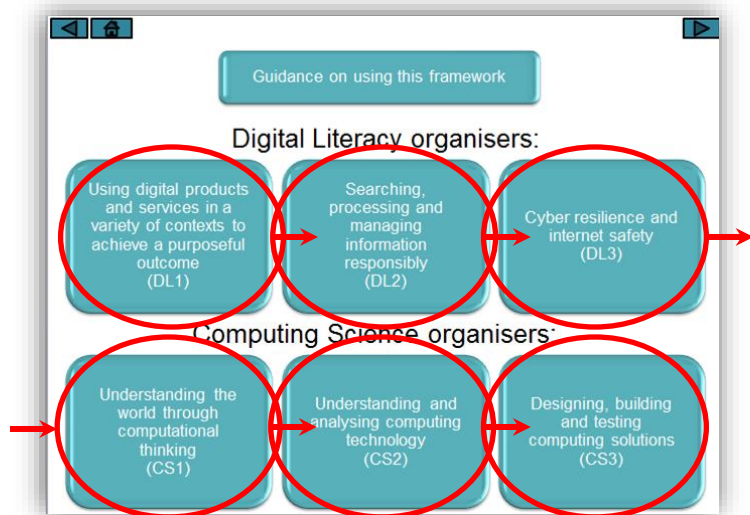 Guidance on using this framework
Digital Literacy organisers:
Using digital products
and services in a
variety of contexts to
achieve a purposeful
outcome
(DL1)
Searching,
processing and
managing
information
responsibly
(DL2)
Cyber resilience and
internet safety
(DL3)
Computing Science organisers:
Understanding the
world through
computational
thinking
(CS1)
Understanding and
analysing computing
technology
(CS2)
Designing, building
and testing
computing solutions
(CS3)